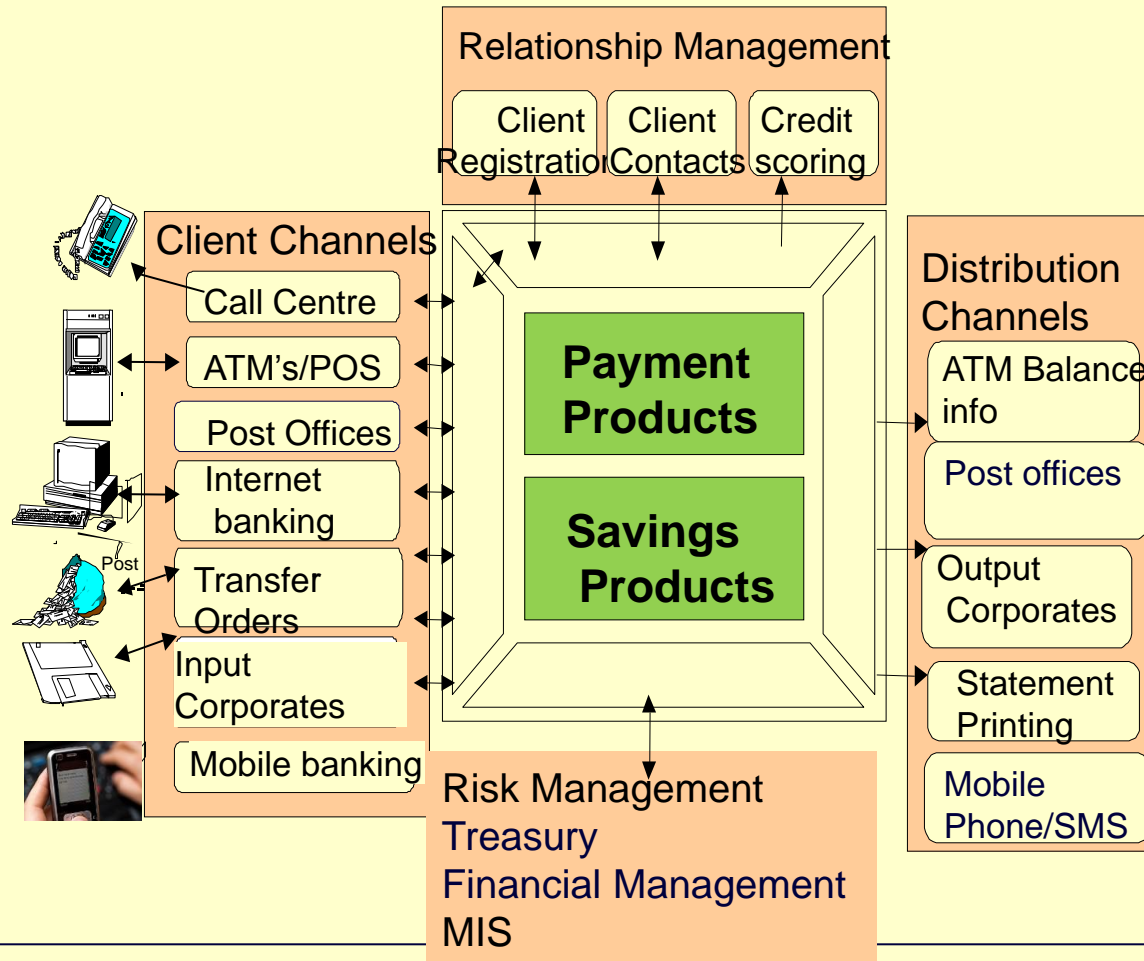 Relationship Management
Client
Registration
Client
Contacts
Credit
scoring
Client Channels
Call Centre
ATM's/POS
Post Offices
Internet
banking
Post
Transfer
Orders
Input
Corporates
Mobile banking
Payment
Products
Savings
Products
Distribution
Channels
ATM Balance
info
Post offices
Output
Corporates
Statement
Printing
Mobile
Phone/SMS
Risk Management
Treasury
Financial Management
MIS